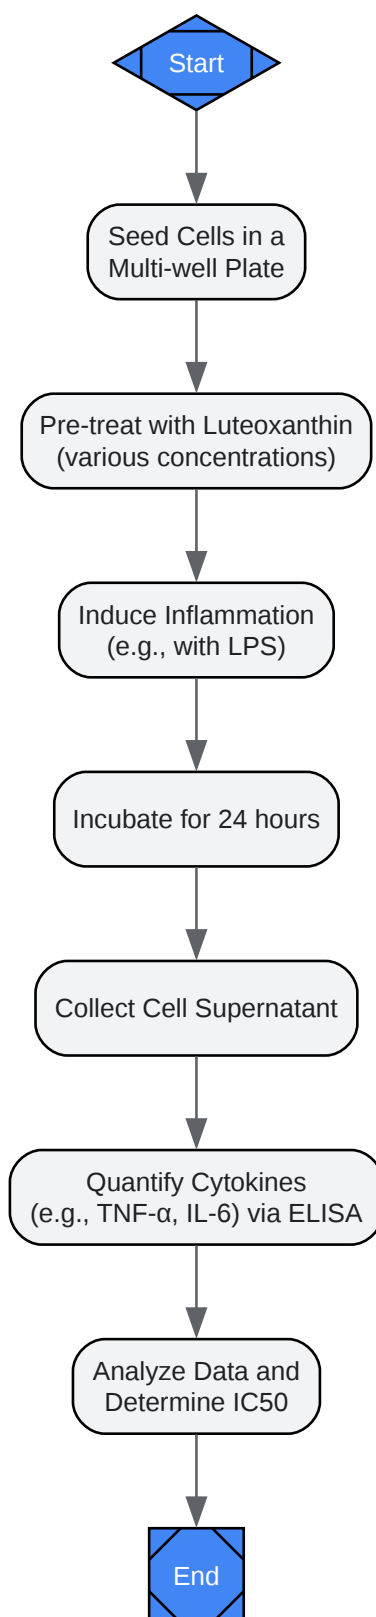 Start
Seed Cells in a
Multi-well Plate
Pre-treat with Luteoxanthin
(various concentrations)
Induce Inflammation
(e.g., with LPS)
Incubate for 24 hours
Collect Cell Supernatant
Quantify Cytokines
(e.g., TNF-α, IL-6) via ELISA
Analyze Data and
Determine IC50
End